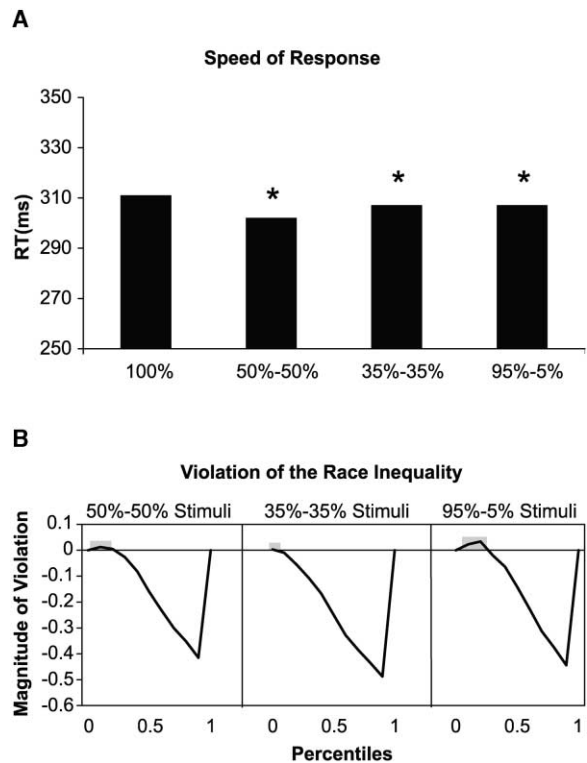 A
Speed of Response
350
330
310
290
270
250
RT(ms)
* * *
100% 50%-50% 35%-35% 95%-5%
B
Violation of the Race Inequality
50%-50% Stimuli 35%-35% Stimuli 95%-5% Stimuli
0.1
0
-0.1
-0.2
-0.3
-0.4
-0.5
-0.6
Magnitude of Violation
0 0.5 1 0 0.5 1 0 0.5 1
Percentiles